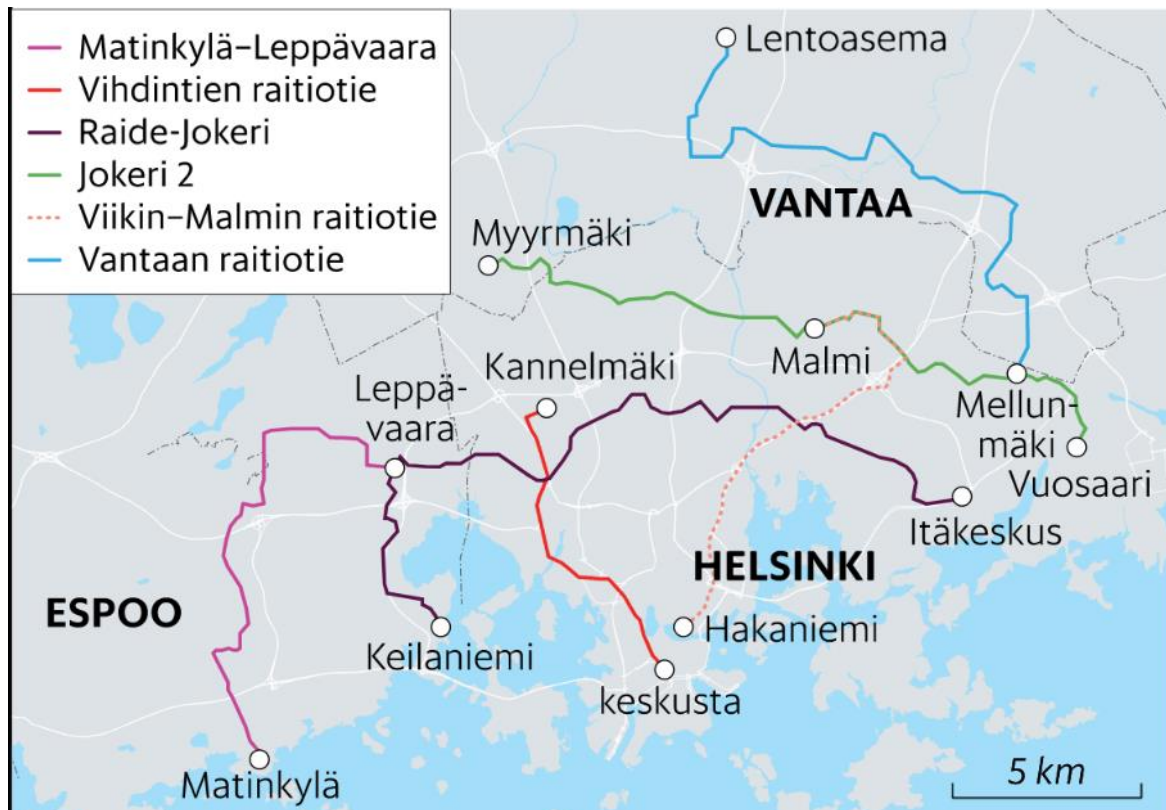 Matinkylä–Leppävaara
Vihdintien raitiotie
Raide-Jokeri
Jokeri 2
Viikin–Malmin raitiotie
Vantaan raitiotie
Lentoasema
VANTAA
Myyrmäki
Malmi
Kannelmäki
Leppä-
vaara
Mellun-
mäki
Vuosaari
Itäkeskus
HELSINKI
ESPOO
Hakaniemi
Keilaniemi
keskusta
Matinkylä
5 km